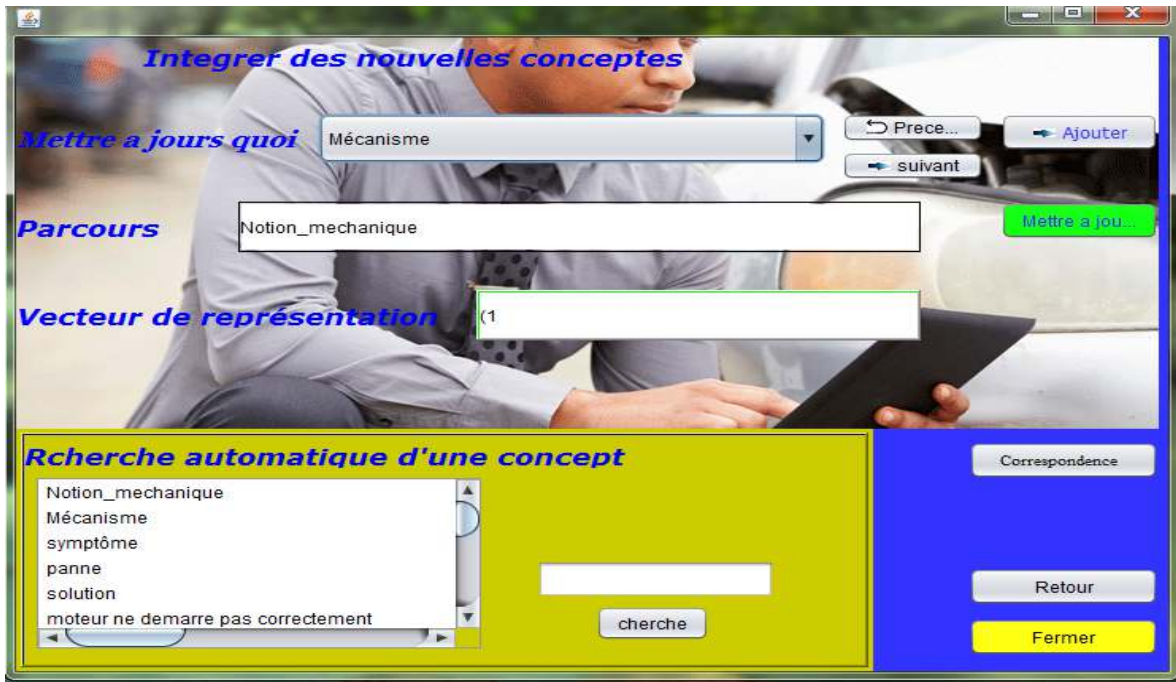 Integrer des nouvelles conceptes
Mettre a jours quoi
Mécanisme
Prece...
Ajouter
suivant
Parcours
Notion_mechanique
Mettre a jou...
Vecteur de représentation
(1
Rcherche automatique d'une concept
Notion_mechanique
Mécanisme
symptôme
panne
solution
moteur ne demarre pas correctement
cherche
Correspondence
Retour
Fermer